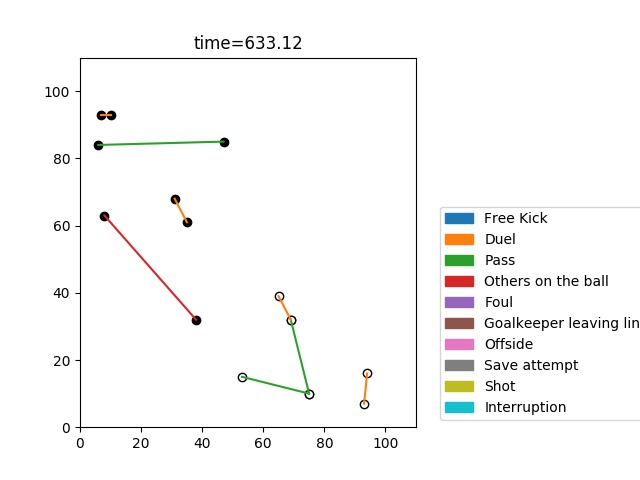 time=633.12
100
80
60
40
20
0
0 20 40 60 80 100
Free Kick
Duel
Pass
Others on the ball
Foul
Goalkeeper leaving lin
Offside
Save attempt
Shot
Interruption